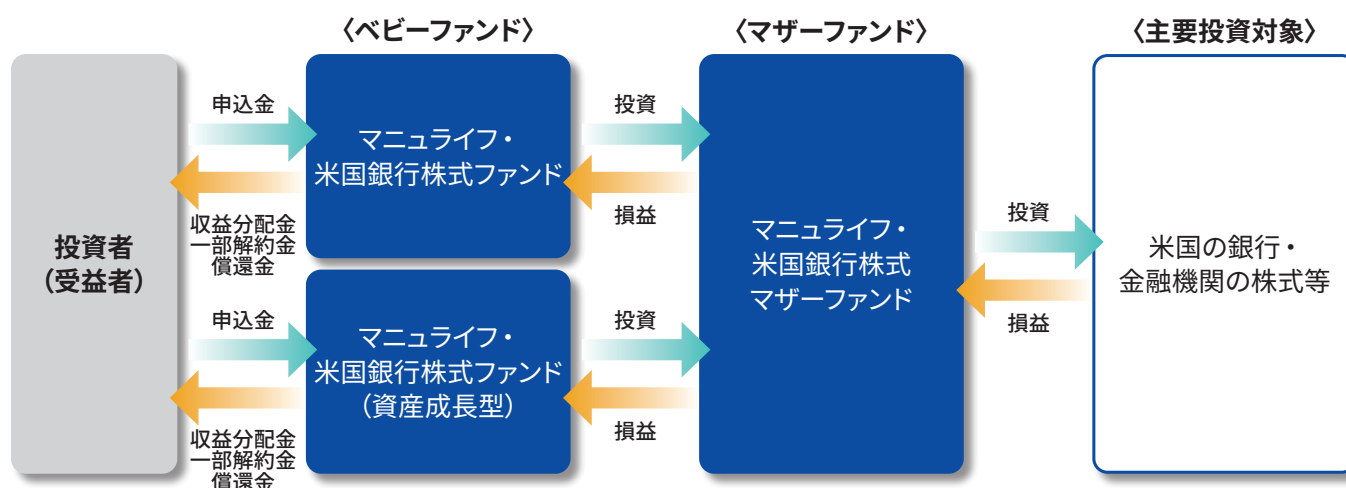 〈ベビーファンド〉
〈マザーファンド〉
〈主要投資対象〉
投資者
（受益者）
申込金
収益分配金
一部解約金
償還金
マニュライフ・
米国銀行株式ファンド
投資
損益
申込金
収益分配金
一部解約金
償還金
マニュライフ・
米国銀行株式ファンド
（資産成長型）
投資
損益
マニュライフ・
米国銀行株式
マザーファンド
投資
損益
米国の銀行・
金融機関の株式等